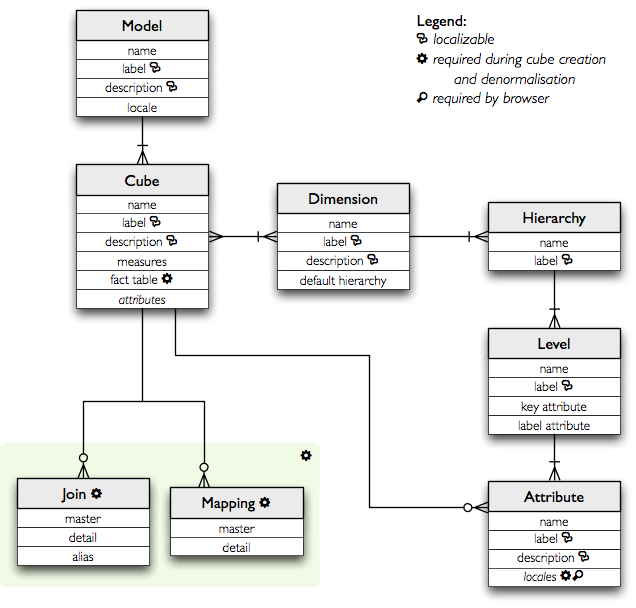 Model
name
label
description
locale
Legend:
localizable
required during cube creation
and denormalisation
required by browser
Cube
name
label
description
measures
fact table
attributes
Dimension
name
label
description
default hierarchy
Hierarchy
name
label
Level
name
label
key attribute
label attribute
Join
master
detail
alias
Mapping
master
detail
Attribute
name
label
description
locales